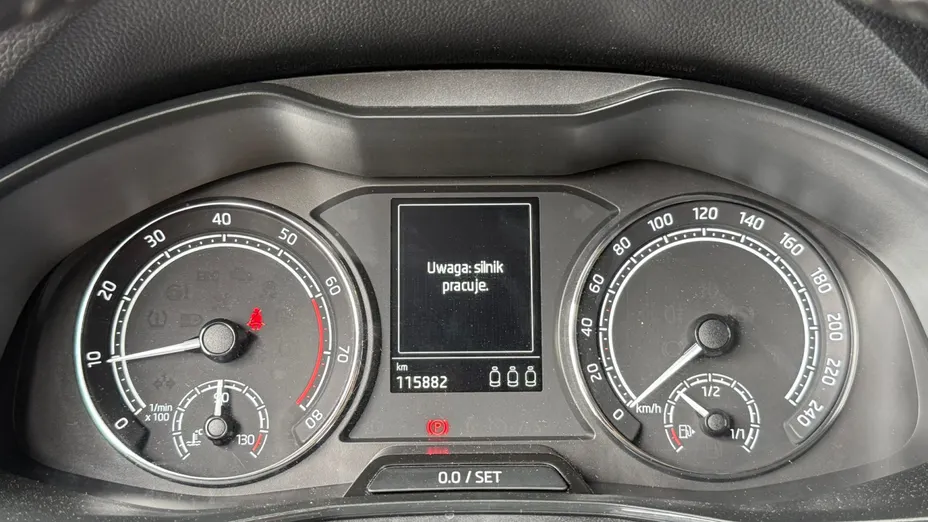 Uwaga: silnik
pracuje.
km
115882
0 10 20 30 40 50 60 70 80
1/min
x 100
90
130
°C
0 20 40 60 80 100 120 140 160 180 200 220 240
km/h
1/2
1/1
P
0.0 / SET